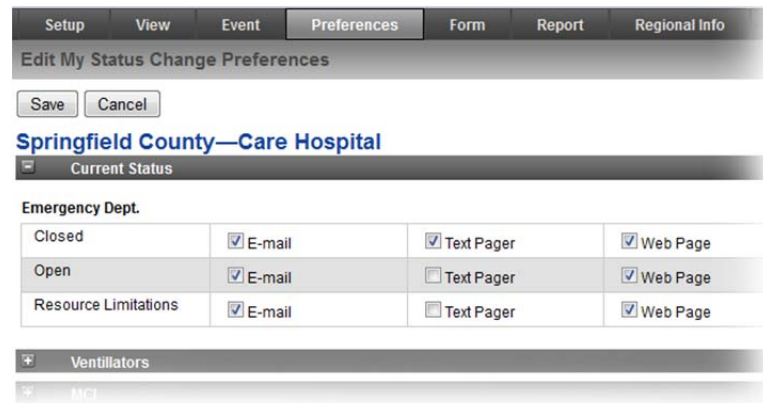 Setup View Event Preferences Form Report Regional Info
Edit My Status Change Preferences
Save Cancel
Springfield County—Care Hospital
Current Status
Emergency Dept.
Closed E-mail Text Pager Web Page
Open E-mail Text Pager Web Page
Resource Limitations E-mail Text Pager Web Page
Ventillators
MCI